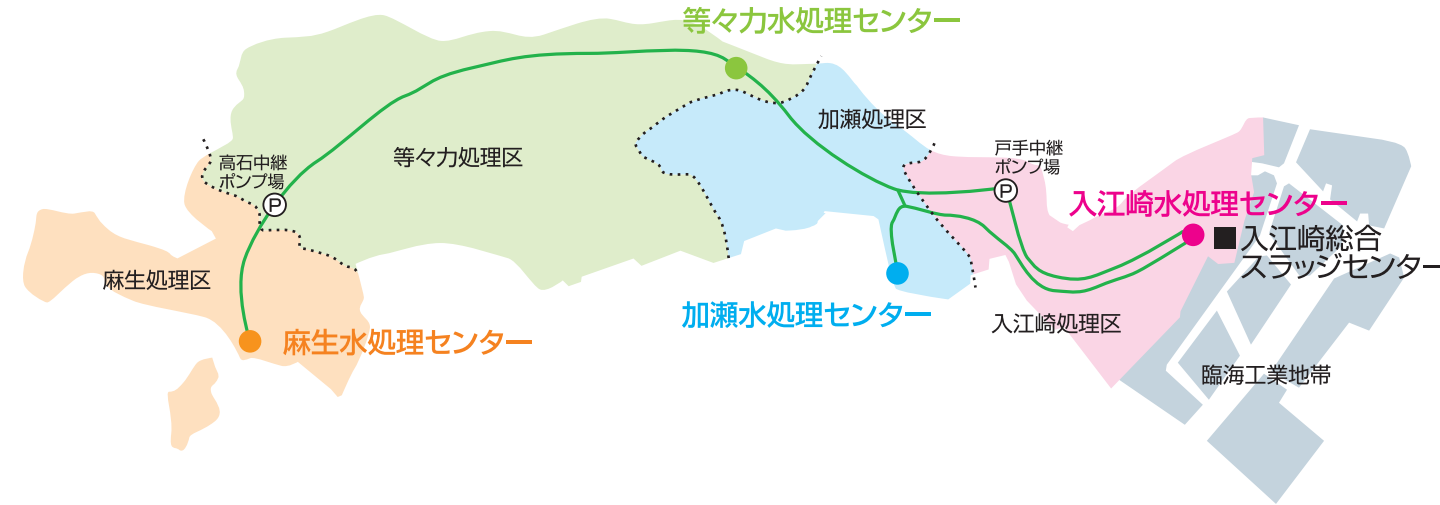 等々力水処理センター
加瀬処理区
等々力処理区
高石中継
ポンプ場
P
戸手中継
ポンプ場
P
入江崎水処理センター
入江崎総合
スラッジセンター
麻生処理区
加瀬水処理センター
入江崎処理区
麻生水処理センター
臨海工業地帯